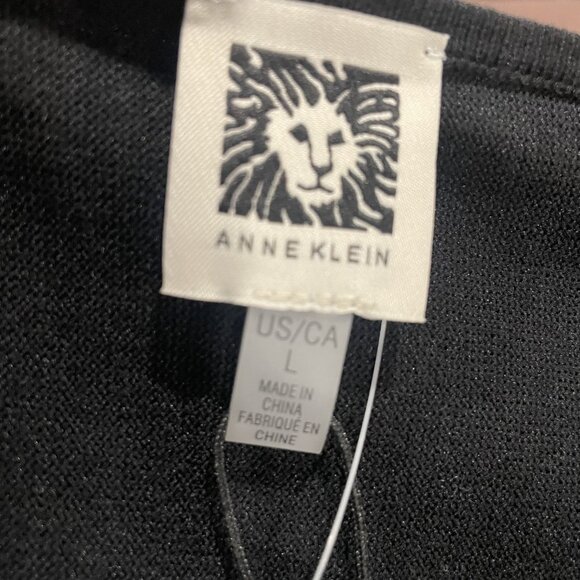 ANNE KLEIN
US/CA
L
MADE IN
CHINA
FABRIQUÉ EN
CHINE